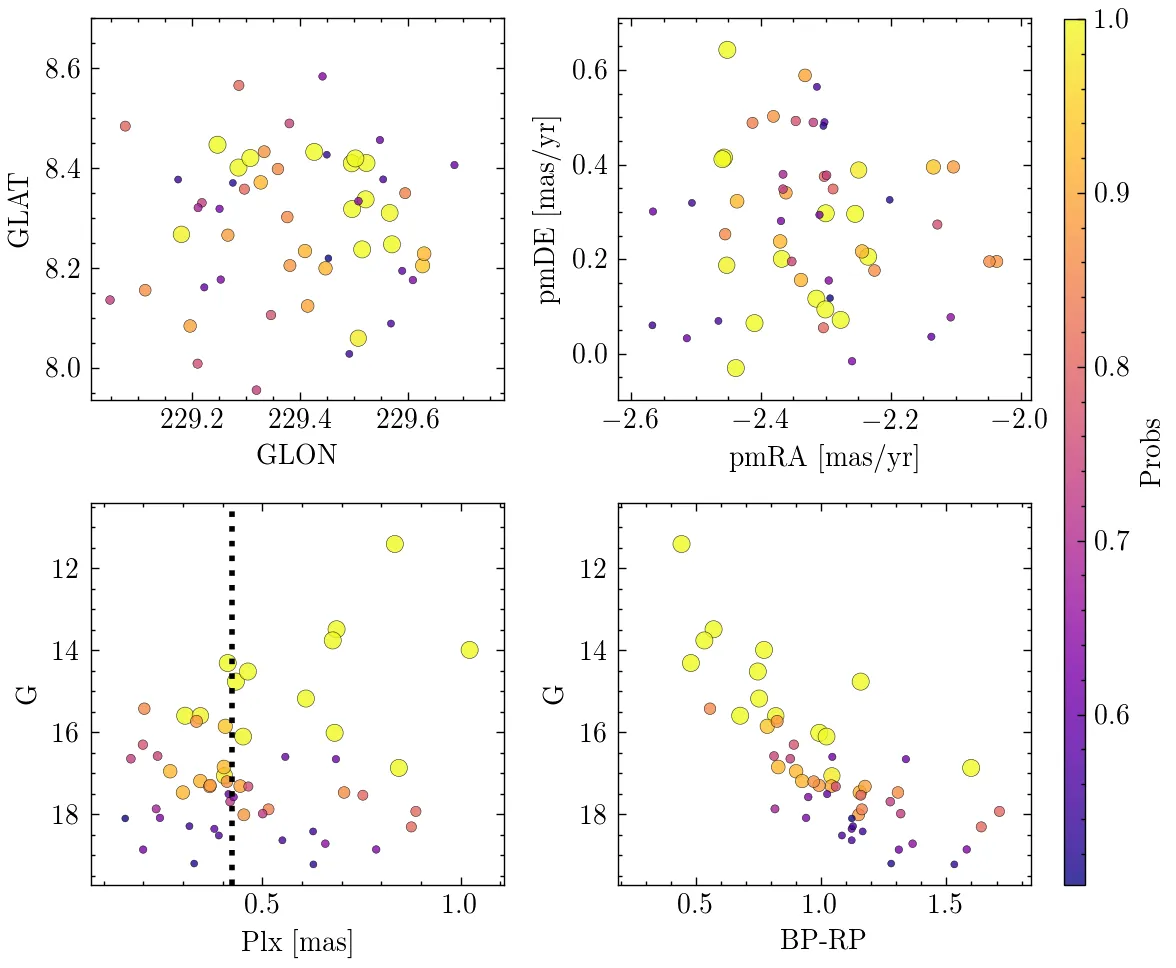 8.6
8.4
8.2
8.0
GLAT
229.2 229.4 229.6
GLON
0.6
0.4
0.2
0.0
pmDE [mas/yr]
−2.6 −2.4 −2.2 −2.0
pmRA [mas/yr]
1.0
0.9
0.8
0.7
0.6
Probs
12
14
16
18
G
0.5 1.0
Plx [mas]
12
14
16
18
G
0.5 1.0 1.5
BP-RP